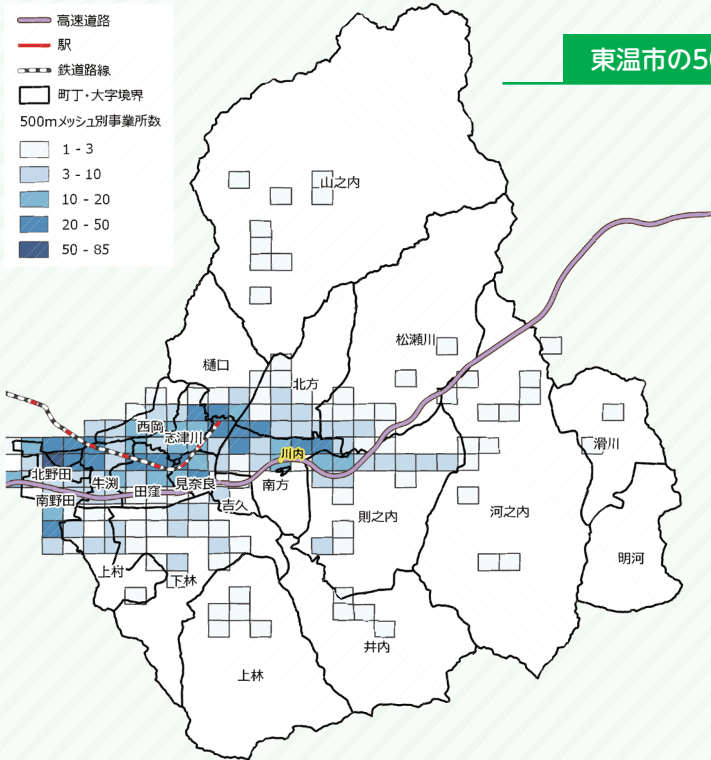 高速道路
駅
鉄道路線
町丁・大字境界
500mメッシュ別事業所数
1 - 3
3 - 10
10 - 20
20 - 50
50 - 85
東温市の50
山之内
松瀬川
樋口
北方
西岡
志津川
滑川
川内
北野田
牛渕
見奈良
田窪
南方
南野田
吉久
則之内
河之内
明河
上村
下林
井内
上林